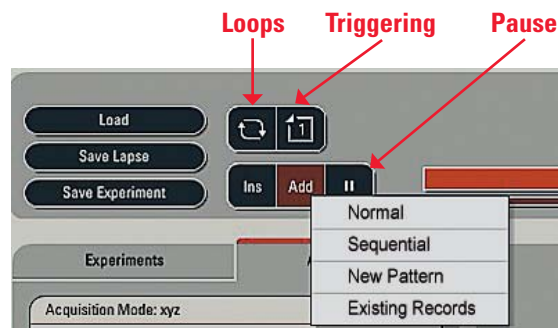 Loops Triggering Pause
Load
1
Save Lapse
Save Experiment
Ins Add
Normal
Sequential
Experiments
New Pattern
Acquisition Mode: xyz
Existing Records